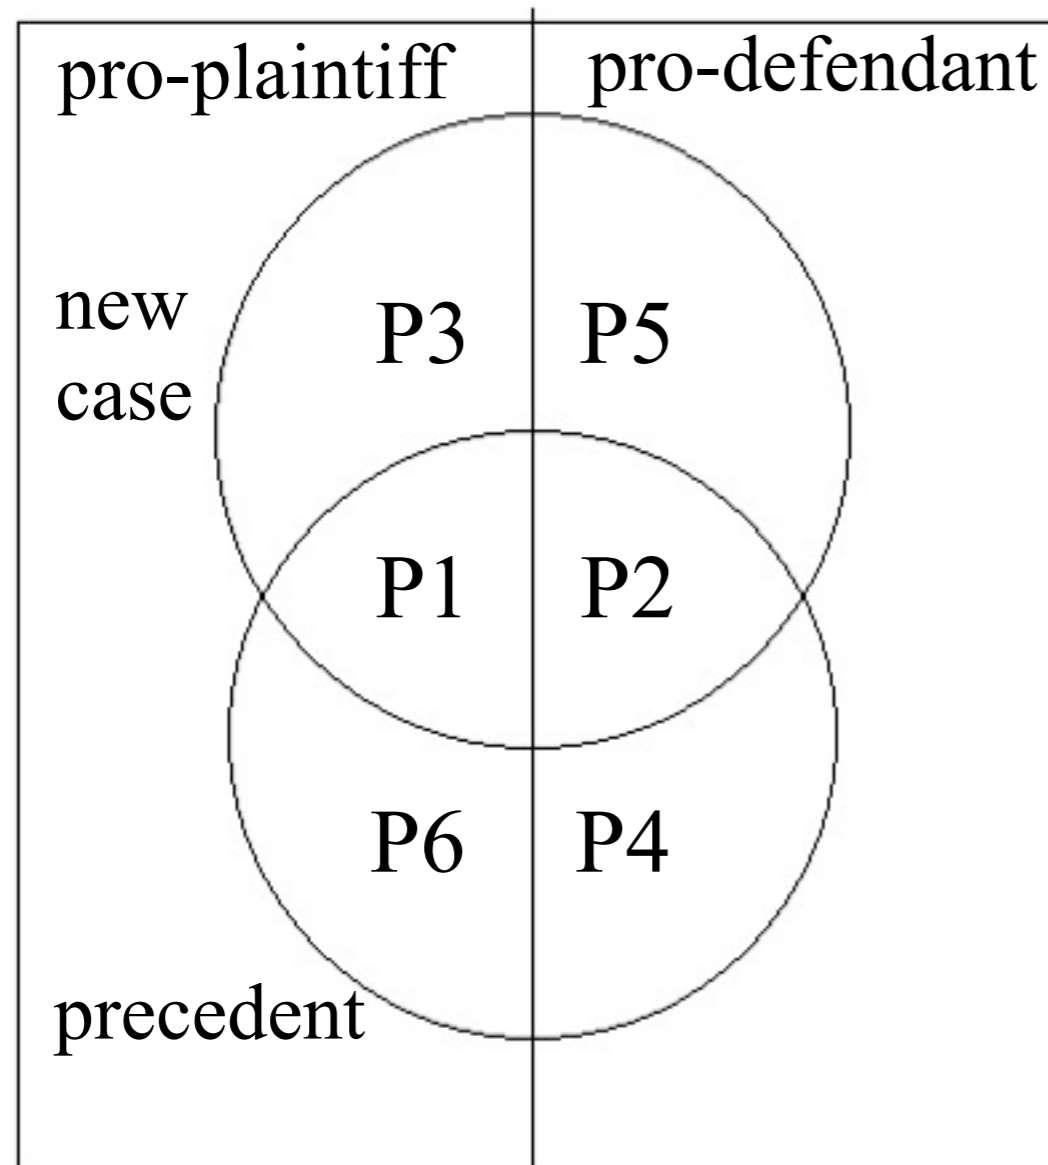 pro-plaintiff
pro-defendant
new
case
P3
P5
P1
P2
P6
P4
precedent